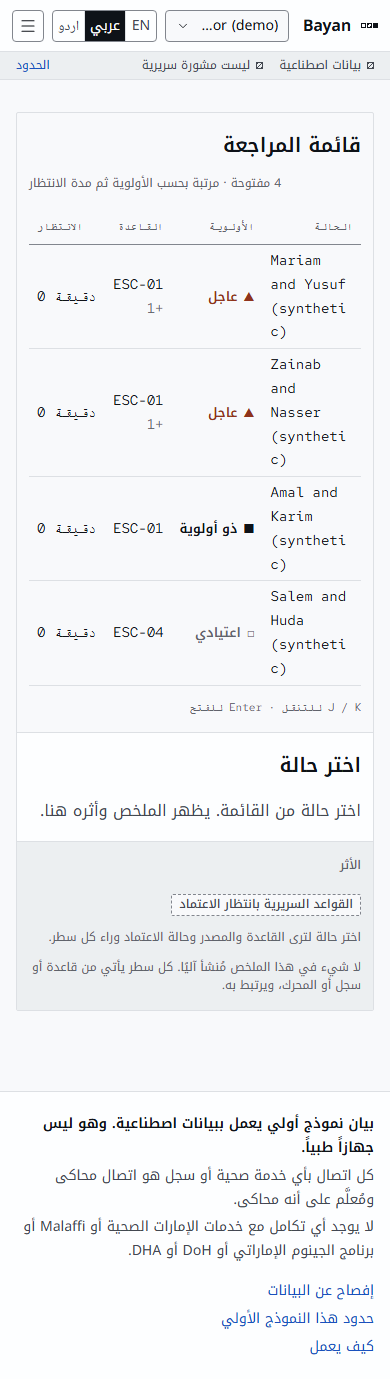 Bayan
...or (demo)
EN
عربي
اردو
بيانات اصطناعية
ليست مشورة سريرية
الحدود
قائمة المراجعة
4 مفتوحة · مرتبة بحسب الأولوية ثم مدة الانتظار
الحالة الأولوية القاعدة الانتظار
Mariam and Yusuf (synthetic)
▲ عاجل
ESC-01
+1
0 دقيقة
Zainab and Nasser (synthetic)
▲ عاجل
ESC-01
+1
0 دقيقة
Amal and Karim (synthetic)
■ ذو أولوية
ESC-01
0 دقيقة
Salem and Huda (synthetic)
□ اعتيادي
ESC-04
0 دقيقة
J / K للتنقل · Enter للفتح
اختر حالة
اختر حالة من القائمة. يظهر الملخص وأثره هنا.
الأثر
القواعد السريرية بانتظار الاعتماد
اختر حالة لترى القاعدة والمصدر وحالة الاعتماد وراء كل سطر.
لا شيء في هذا الملخص مُنشأ آليًا. كل سطر يأتي من قاعدة أو
سجل أو المحرك، ويرتبط به.
بيان نموذج أولي يعمل ببيانات اصطناعية. وهو ليس
جهازاً طبياً.
كل اتصال بأي خدمة صحية أو سجل هو اتصال محاكى
ومُعلَّم على أنه محاكى.
لا يوجد أي تكامل مع خدمات الإمارات الصحية أو Malaffi أو
برنامج الجينوم الإماراتي أو DoH أو DHA.
إفصاح عن البيانات
حدود هذا النموذج الأولي
كيف يعمل